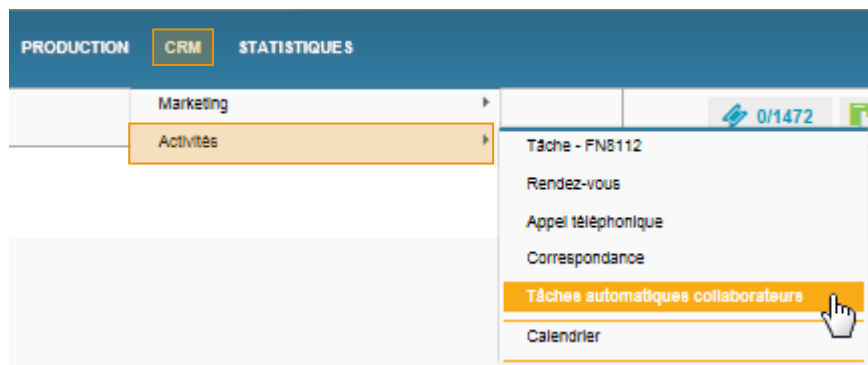 PRODUCTION CRM STATISTIQUES
Marketing
0/1472
Activités
Tâche - FN8112
Rendez-vous
Appel téléphonique
Correspondance
Tâches automatiques collaborateurs
Calendrier